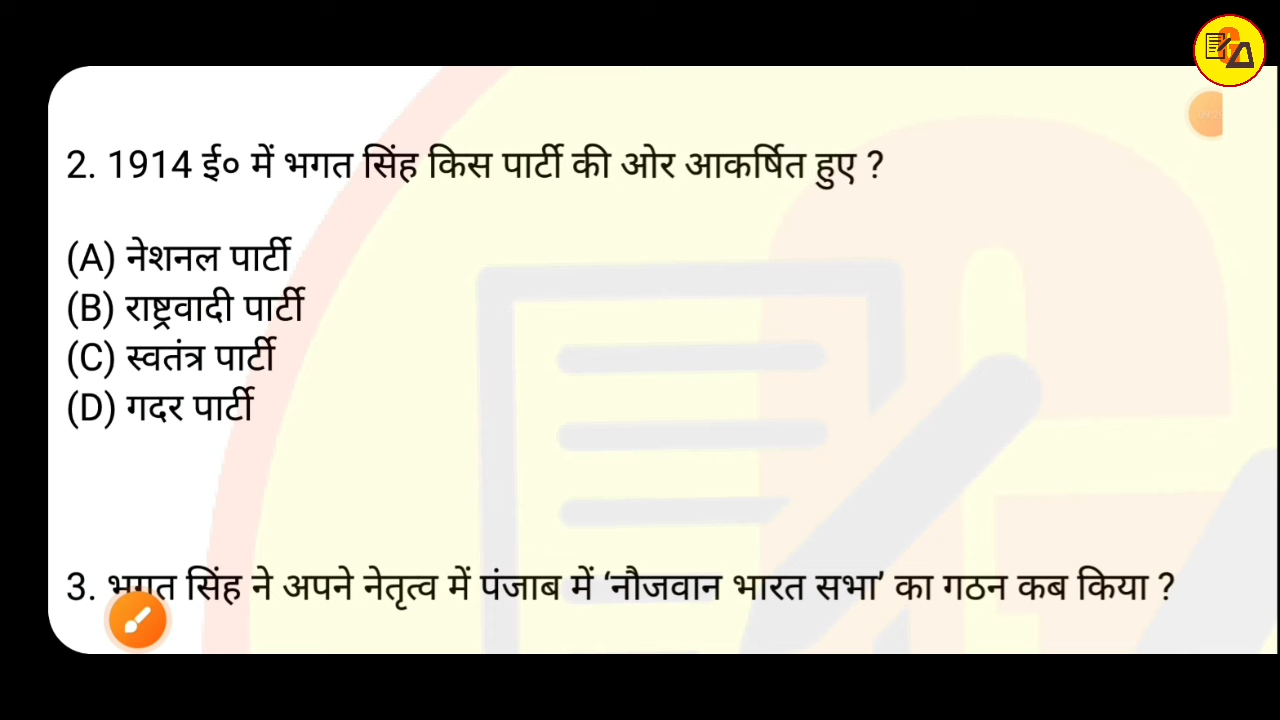 2. 1914 ई० में भगत सिंह किस पार्टी की ओर आकर्षित हुए ?
(A) नेशनल पार्टी
(B) राष्ट्रवादी पार्टी
(C) स्वतंत्र पार्टी
(D) गदर पार्टी
3. भगत सिंह ने अपने नेतृत्व में पंजाब में ‘नौजवान भारत सभा’ का गठन कब किया ?